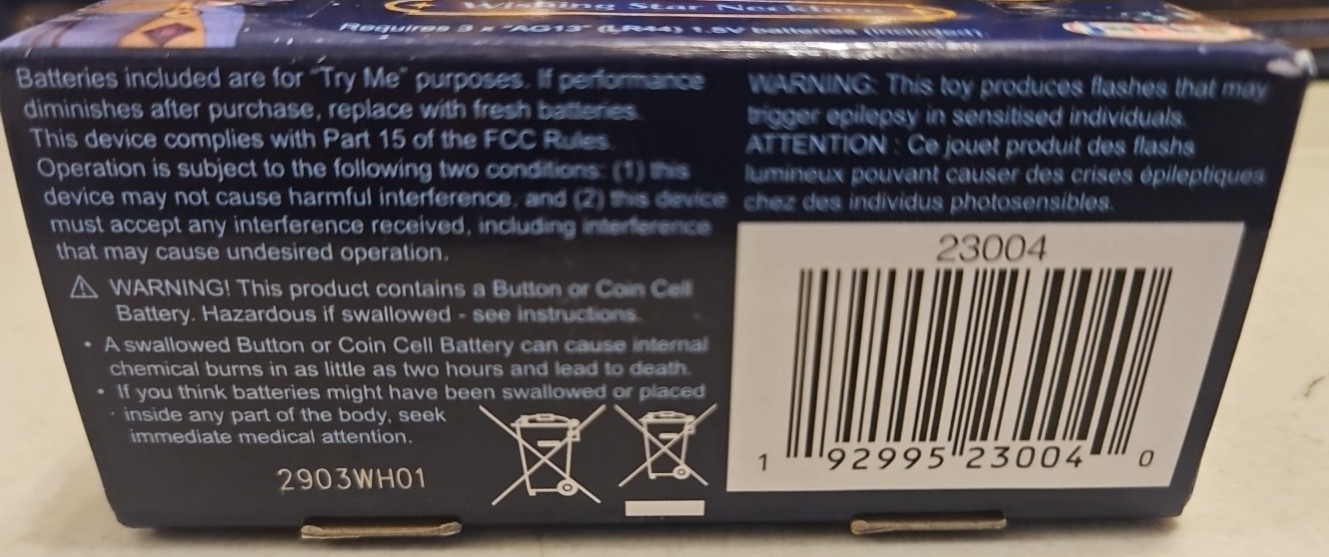 Wishing Star Necklace
Requires 3 x "AG13" (LR44) 1.5V batteries (included)
Batteries included are for "Try Me" purposes. If performance
diminishes after purchase, replace with fresh batteries.
This device complies with Part 15 of the FCC Rules.
Operation is subject to the following two conditions: (1) this
device may not cause harmful interference, and (2) this device
must accept any interference received, including interference
that may cause undesired operation.
⚠ WARNING! This product contains a Button or Coin Cell
Battery. Hazardous if swallowed - see instructions.
• A swallowed Button or Coin Cell Battery can cause internal
chemical burns in as little as two hours and lead to death.
• If you think batteries might have been swallowed or placed
inside any part of the body, seek
immediate medical attention.
2903WH01
WARNING: This toy produces flashes that may
trigger epilepsy in sensitised individuals.
ATTENTION : Ce jouet produit des flashs
lumineux pouvant causer des crises épileptiques
chez des individus photosensibles.
23004
1 92995 23004 0